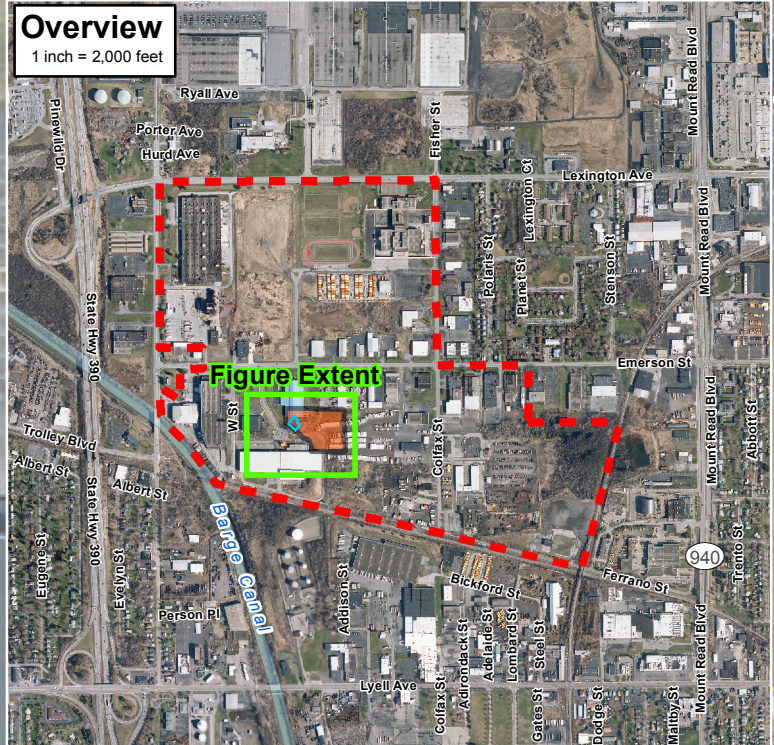 Overview
1 inch = 2,000 feet
Ryall Ave
Mount Read Blvd
Pinewild Dr
Porter Ave
Hurd Ave
Fisher St
Lexington Ave
Lexington Ct
Polaris St
Planet St
Stenson St
Mount Read Blvd
State Hwy 390
Emerson St
Figure Extent
W St
Trolley Blvd
Albert St
Albert St
Colfax St
Mount Read Blvd
Abbott St
State Hwy 390
Barge Canal
940
Eugene St
Evelyn St
Addison St
Bickford St
Ferrano St
Trento St
Person Pl
Adirondack St
Adelaide St
Lombard St
Steel St
Mount Read Blvd
Lyell Ave
Colfax St
Gates St
Dodge St
Maltby St